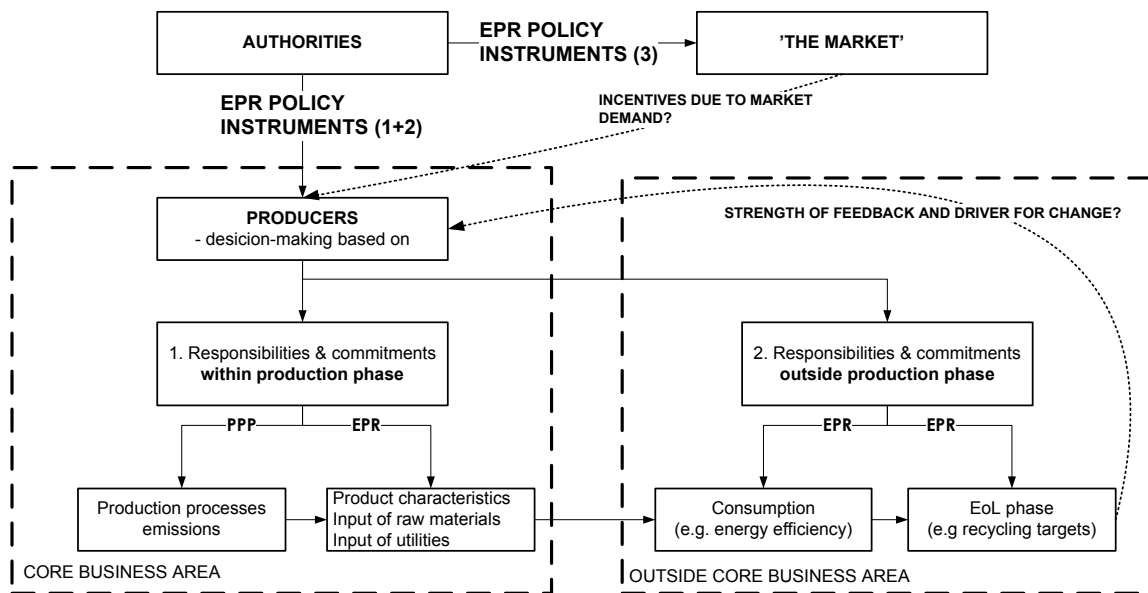 AUTHORITIES
EPR POLICY
INSTRUMENTS (3)
'THE MARKET'
EPR POLICY
INSTRUMENTS (1+2)
INCENTIVES DUE TO MARKET
DEMAND?
PRODUCERS
- desicion-making based on
STRENGTH OF FEEDBACK AND DRIVER FOR CHANGE?
1. Responsibilities & commitments
within production phase
2. Responsibilities & commitments
outside production phase
PPP
EPR
EPR
EPR
Production processes
emissions
Product characteristics
Input of raw materials
Input of utilities
Consumption
(e.g. energy efficiency)
EoL phase
(e.g recycling targets)
CORE BUSINESS AREA
OUTSIDE CORE BUSINESS AREA